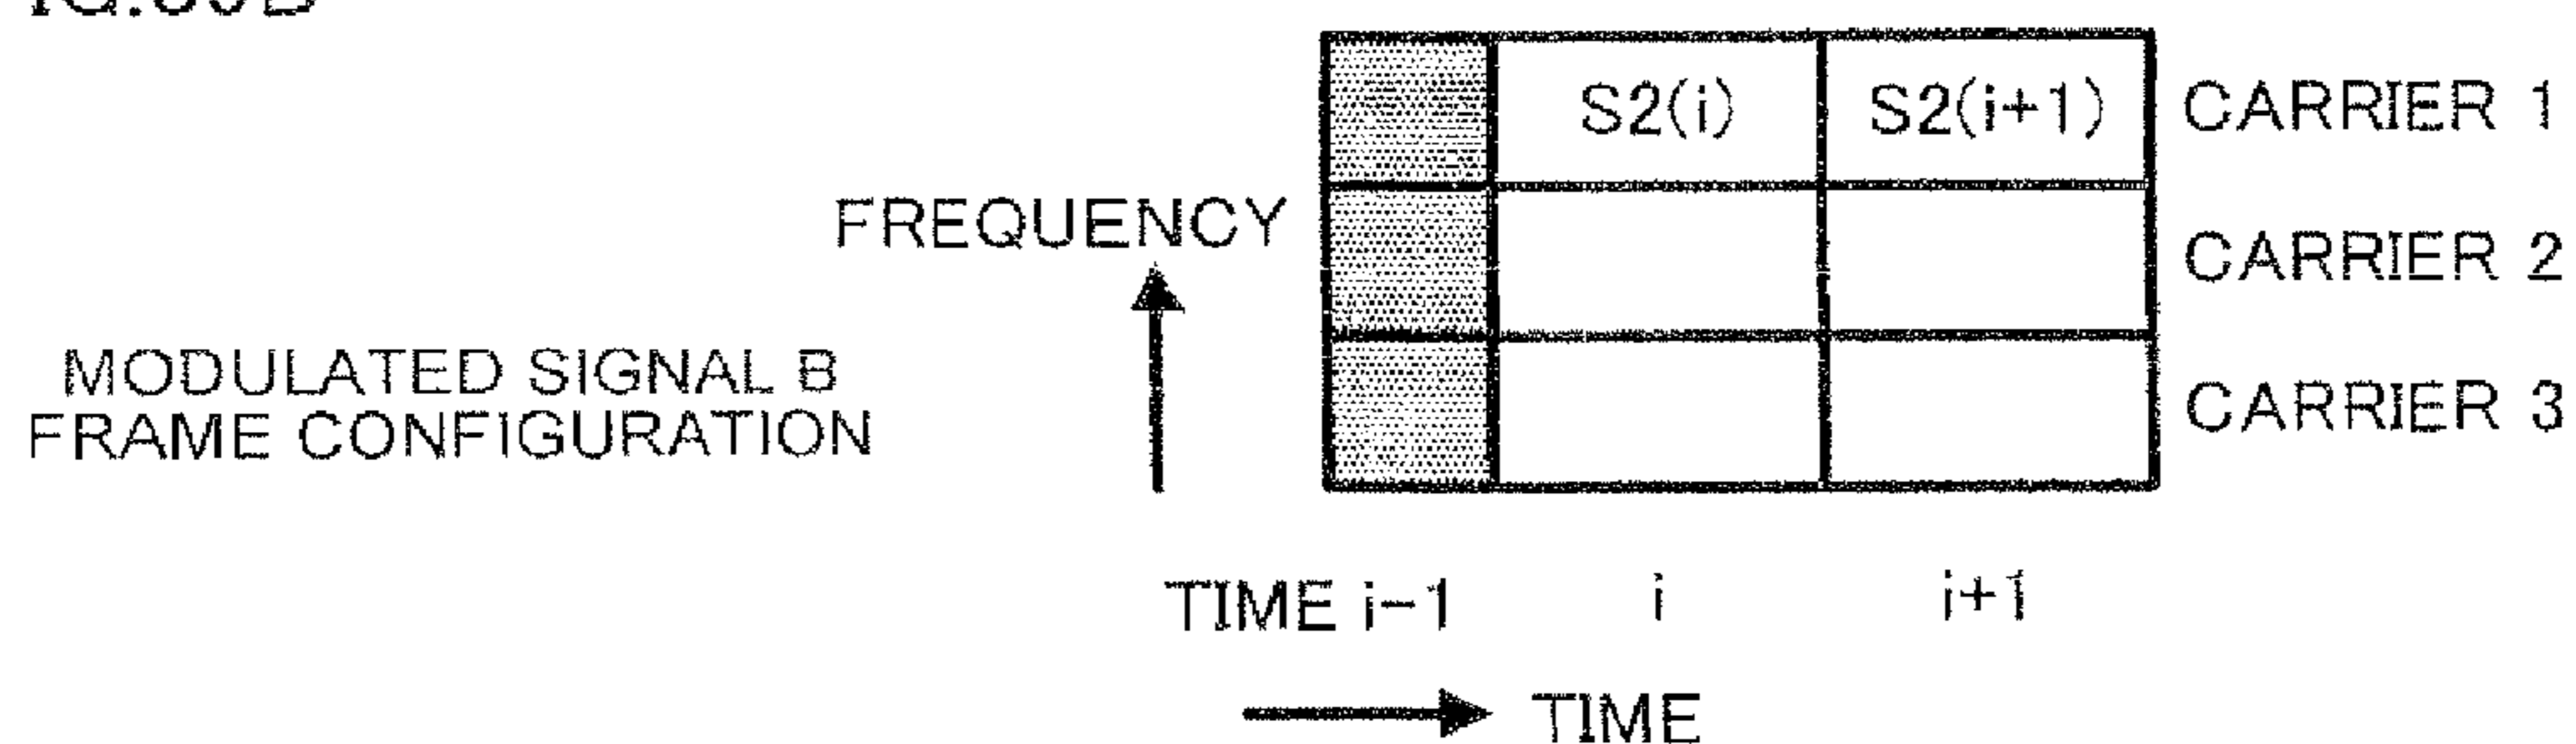 S2(i) S2(i+1) CARRIER 1
FREQUENCY
CARRIER 2
MODULATED SIGNAL B
FRAME CONFIGURATION
CARRIER 3
TIME i-1 i i+1
TIME